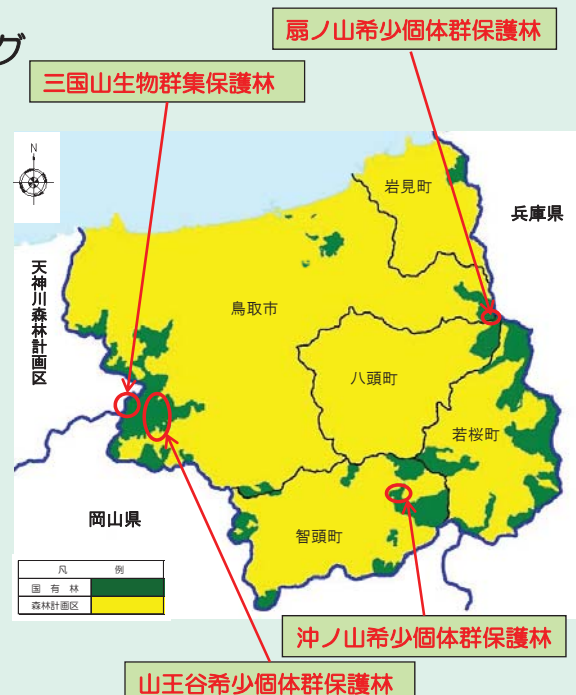 グ
扇ノ山希少個体群保護林
三国山生物群集保護林
N
岩見町
兵庫県
天神川森林計画区
鳥取市
八頭町
若桜町
岡山県
智頭町
凡 例
国 有 林
森林計画区
沖ノ山希少個体群保護林
山王谷希少個体群保護林